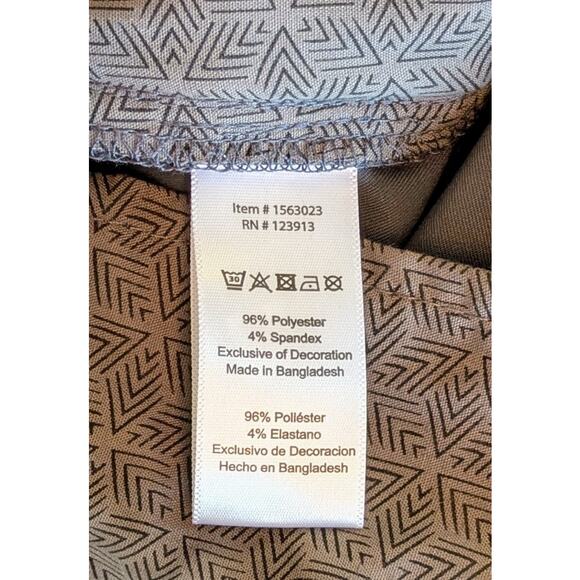 Item # 1563023
RN # 123913
30
96% Polyester
4% Spandex
Exclusive of Decoration
Made in Bangladesh
96% Poliéster
4% Elastano
Exclusivo de Decoracion
Hecho en Bangladesh